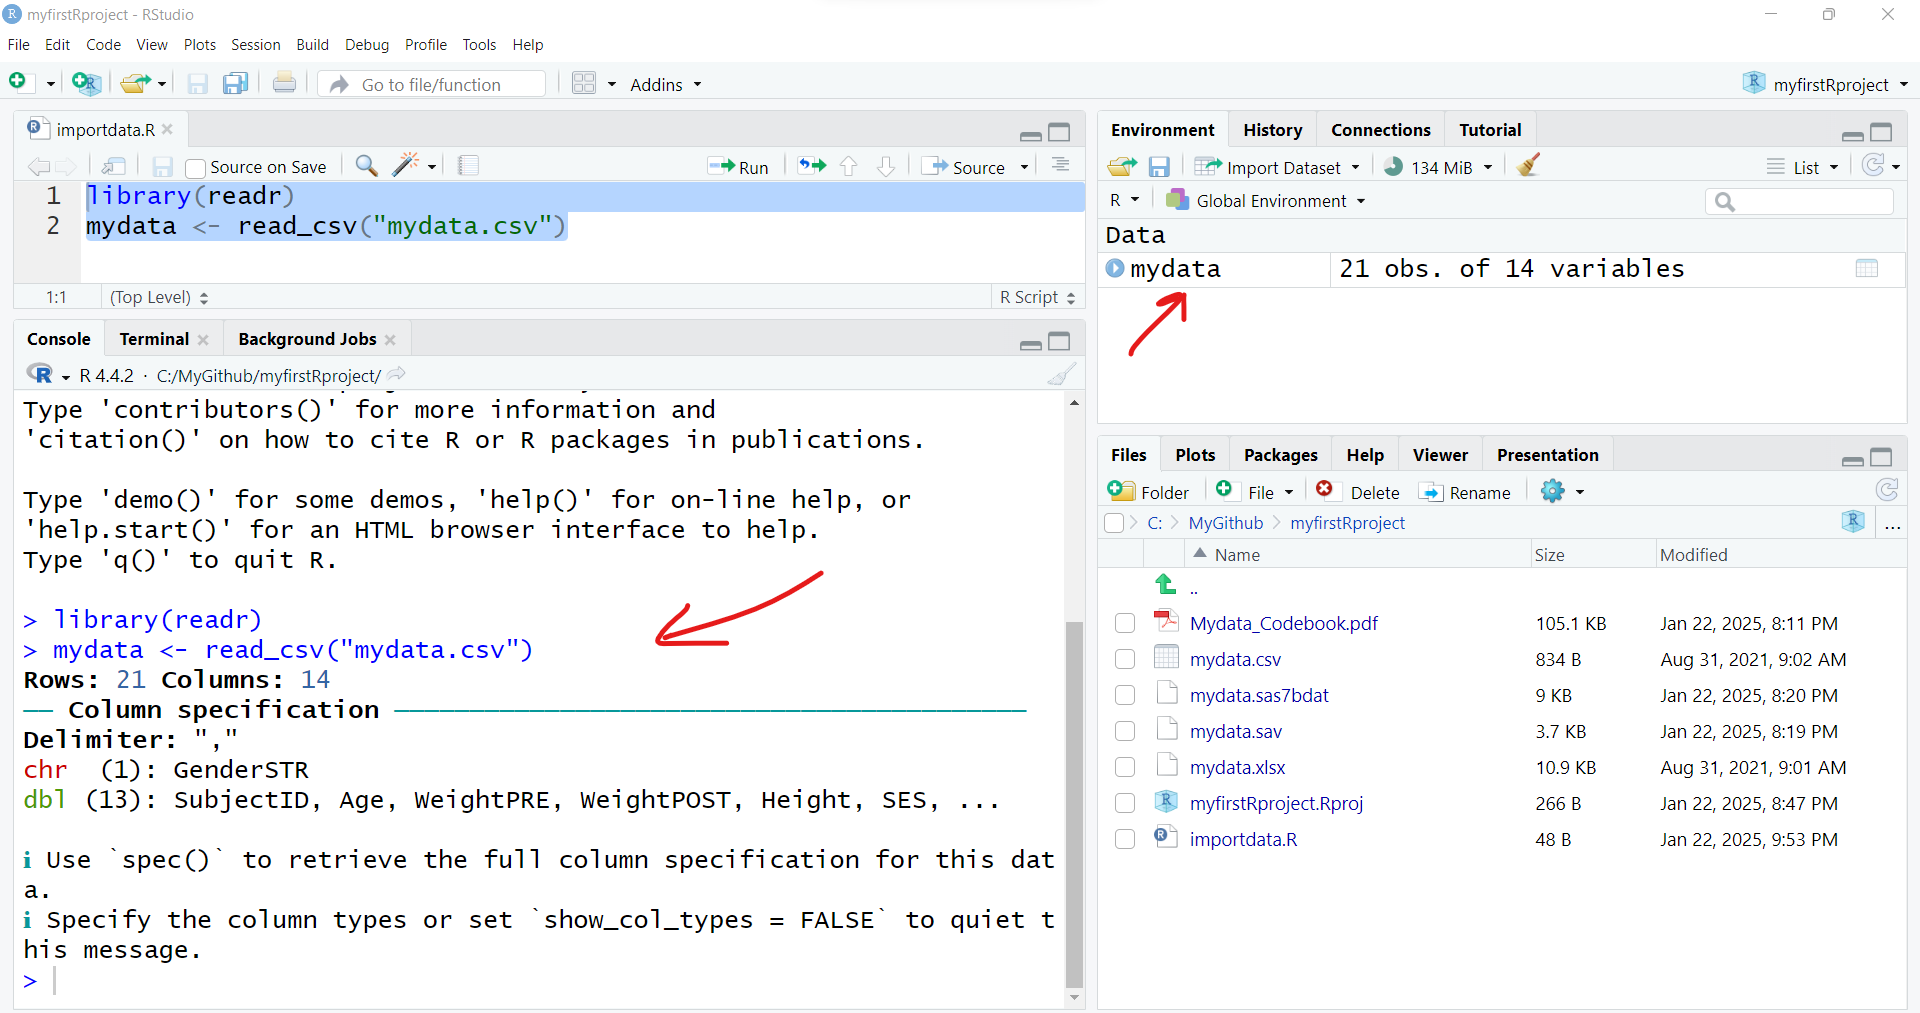 myfirstRproject - RStudio
File Edit Code View Plots Session Build Debug Profile Tools Help
Go to file/function Addins myfirstRproject
importdata.R
Source on Save Run Source
1 library(readr)
2 mydata <- read_csv("mydata.csv")
1:1 (Top Level) R Script
Console Terminal Background Jobs
R 4.4.2 · C:/MyGithub/myfirstRproject/
Type 'contributors()' for more information and
'citation()' on how to cite R or R packages in publications.
Type 'demo()' for some demos, 'help()' for on-line help, or
'help.start()' for an HTML browser interface to help.
Type 'q()' to quit R.
> library(readr)
> mydata <- read_csv("mydata.csv")
Rows: 21 Columns: 14
── Column specification ──────────────────────────
Delimiter: ","
chr (1): GenderSTR
dbl (13): SubjectID, Age, WeightPRE, WeightPOST, Height, SES, ...
ℹ Use `spec()` to retrieve the full column specification for this dat
a.
ℹ Specify the column types or set `show_col_types = FALSE` to quiet t
his message.
>
Environment History Connections Tutorial
Import Dataset 134 MiB List
R Global Environment
Data
mydata 21 obs. of 14 variables
Files Plots Packages Help Viewer Presentation
Folder File Delete Rename
C: MyGithub myfirstRproject ...
Name Size Modified
..
Mydata_Codebook.pdf 105.1 KB Jan 22, 2025, 8:11 PM
mydata.csv 834 B Aug 31, 2021, 9:02 AM
mydata.sas7bdat 9 KB Jan 22, 2025, 8:20 PM
mydata.sav 3.7 KB Jan 22, 2025, 8:19 PM
mydata.xlsx 10.9 KB Aug 31, 2021, 9:01 AM
myfirstRproject.Rproj 266 B Jan 22, 2025, 8:47 PM
importdata.R 48 B Jan 22, 2025, 9:53 PM